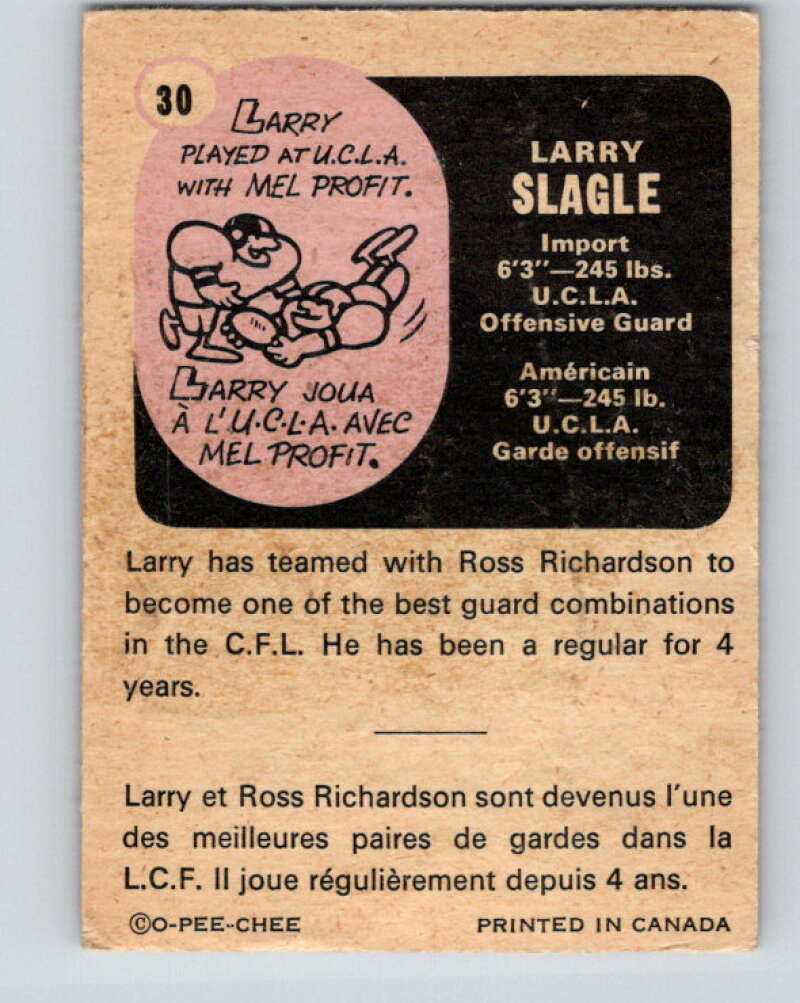 30
LARRY
PLAYED AT U.C.L.A.
WITH MEL PROFIT.
LARRY JOUA
À L'U.C.L.A. AVEC
MEL PROFIT.
LARRY
SLAGLE
Import
6'3"—245 lbs.
U.C.L.A.
Offensive Guard
Américain
6'3"—245 lb.
U.C.L.A.
Garde offensif
Larry has teamed with Ross Richardson to
become one of the best guard combinations
in the C.F.L. He has been a regular for 4
years.
Larry et Ross Richardson sont devenus l'une
des meilleures paires de gardes dans la
L.C.F. Il joue régulièrement depuis 4 ans.
©O-PEE-CHEE PRINTED IN CANADA